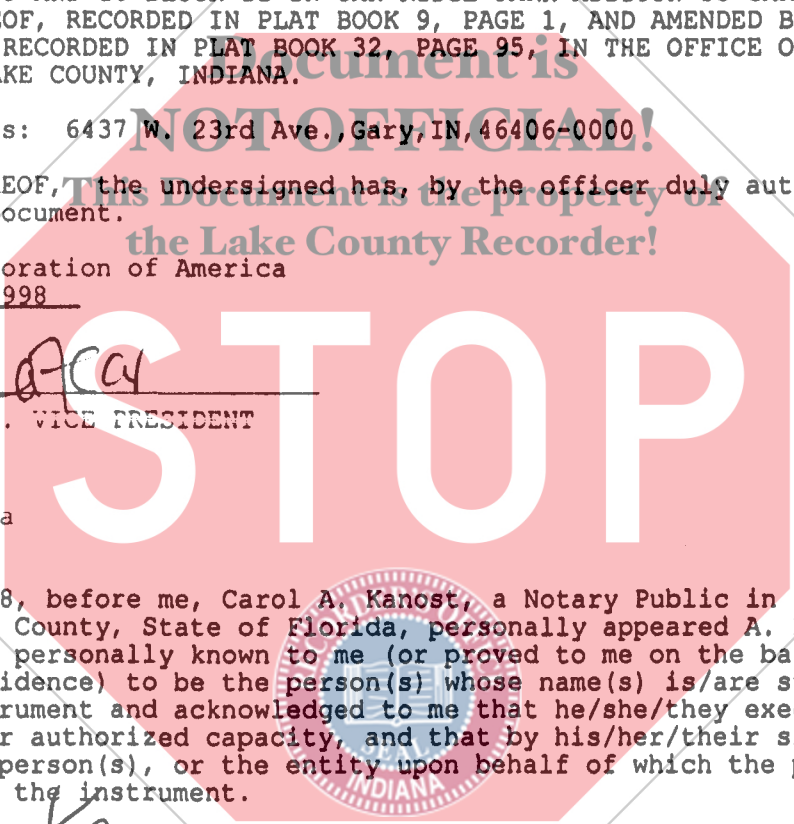 EOF, RECORDED IN PLAT BOOK 9, PAGE 1, AND AMENDED B
RECORDED IN PLAT BOOK 32, PAGE 95, IN THE OFFICE O
AKE COUNTY, INDIANA.
Document is
NOT OFFICIAL!
This Document is the property of
the Lake County Recorder!
s: 6437 W. 23rd Ave.,Gary,IN,46406-0000
EOF, the undersigned has, by the officer duly aut
ocument.
oration of America
998
. VICE PRESIDENT
STOP
a
8, before me, Carol A. Kanost, a Notary Public in
County, State of Florida, personally appeared A.
personally known to me (or proved to me on the ba
idence) to be the person(s) whose name(s) is/are s
rument and acknowledged to me that he/she/they exe
r authorized capacity, and that by his/her/their s
person(s), or the entity upon behalf of which the p
the instrument.
SEAL
INDIANA